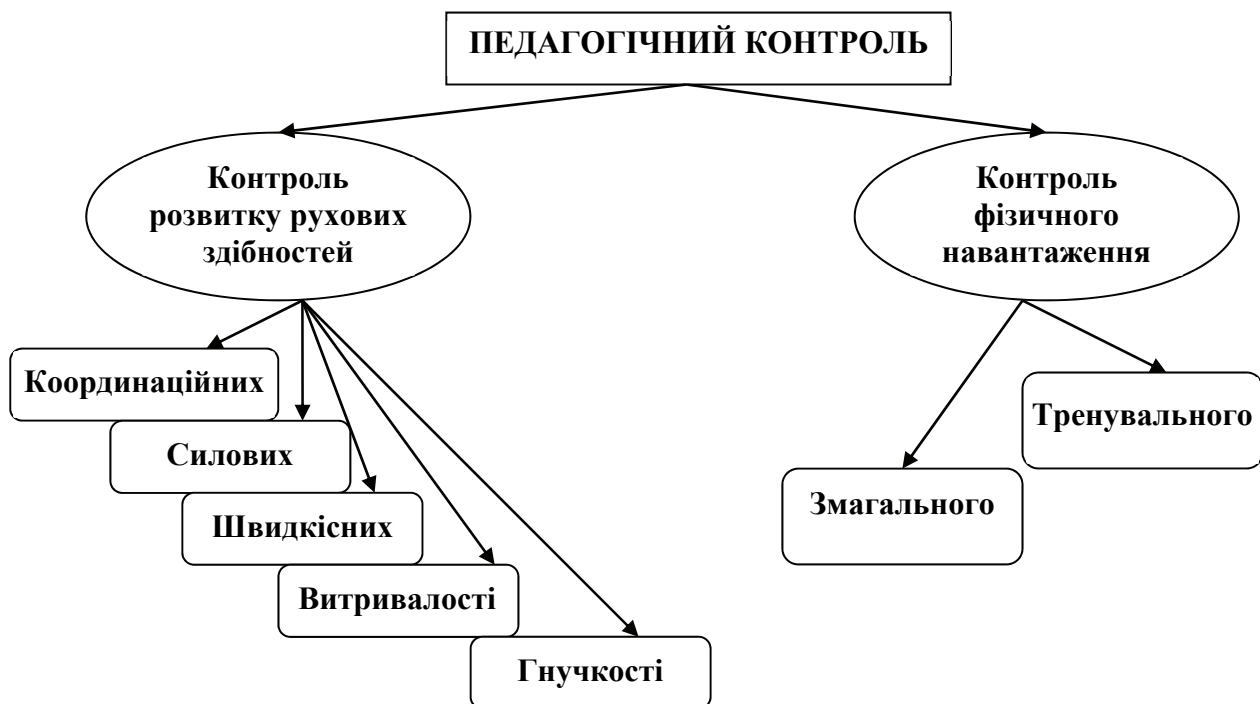 ПЕДАГОГІЧНИЙ КОНТРОЛЬ
Контроль
розвитку рухових
здібностей
Контроль
фізичного
навантаження
Координаційних
Силових
Швидкісних
Витривалості
Гнучкості
Тренувального
Змагального